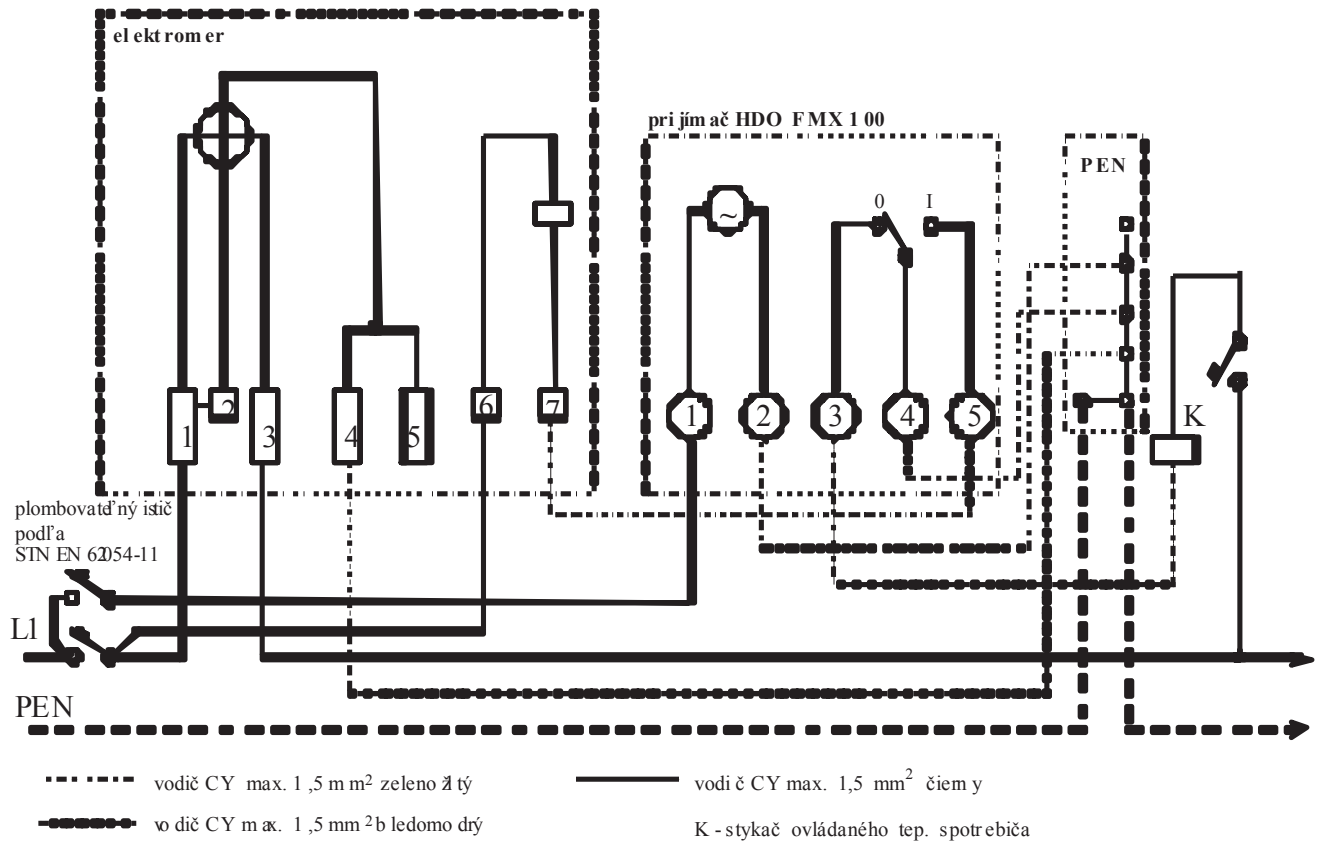 elektromer
prijímač HDO FMX 100
PEN
0 I
~
1 2 3 4 5 6 7
1 2 3 4 5
K
plombovateľný istič
podľa
STN EN 62054-11
L1
PEN
vodič CY max. 1,5 mm² zelenožltý
vodič CY max. 1,5 mm² čierny
vodič CY max. 1,5 mm² bledomodrý
K - stykač ovládaného tep. spotrebiča